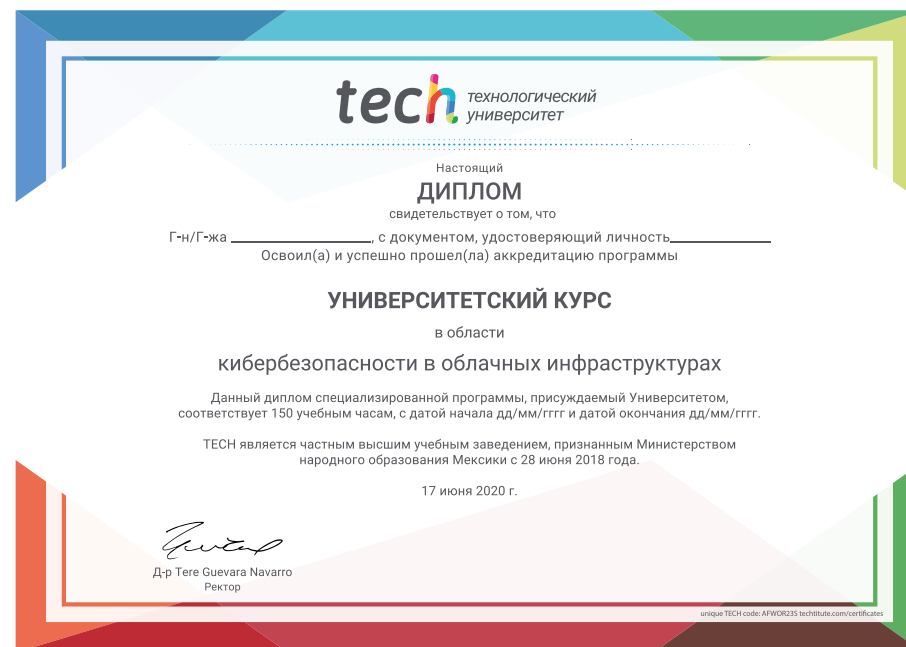 tech технологический
университет
Настоящий
ДИПЛОМ
свидетельствует о том, что
Г-н/Г-жа ____________________, с документом, удостоверяющий личность______________
Освоил(а) и успешно прошел(ла) аккредитацию программы
УНИВЕРСИТЕТСКИЙ КУРС
в области
кибербезопасности в облачных инфраструктурах
Данный диплом специализированной программы, присуждаемый Университетом,
соответствует 150 учебным часам, с датой начала дд/мм/гггг и датой окончания дд/мм/гггг.
TECH является частным высшим учебным заведением, признанным Министерством
народного образования Мексики с 28 июня 2018 года.
17 июня 2020 г.
Д-р Tere Guevara Navarro
Ректор
unique TECH code: AFWOR23S techtitute.com/certificates